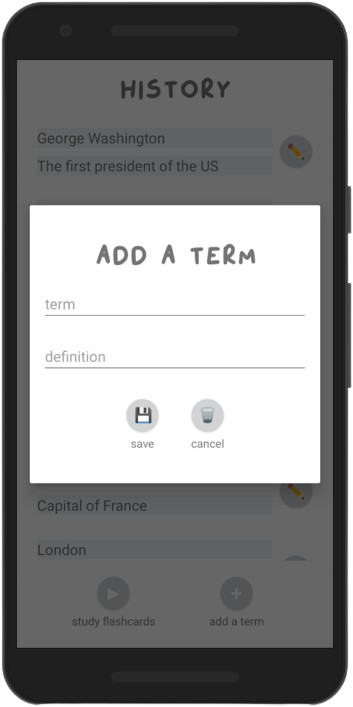 HISTORY
George Washington
The first president of the US
ADD A TERM
term
definition
save
cancel
Capital of France
London
study flashcards
add a term